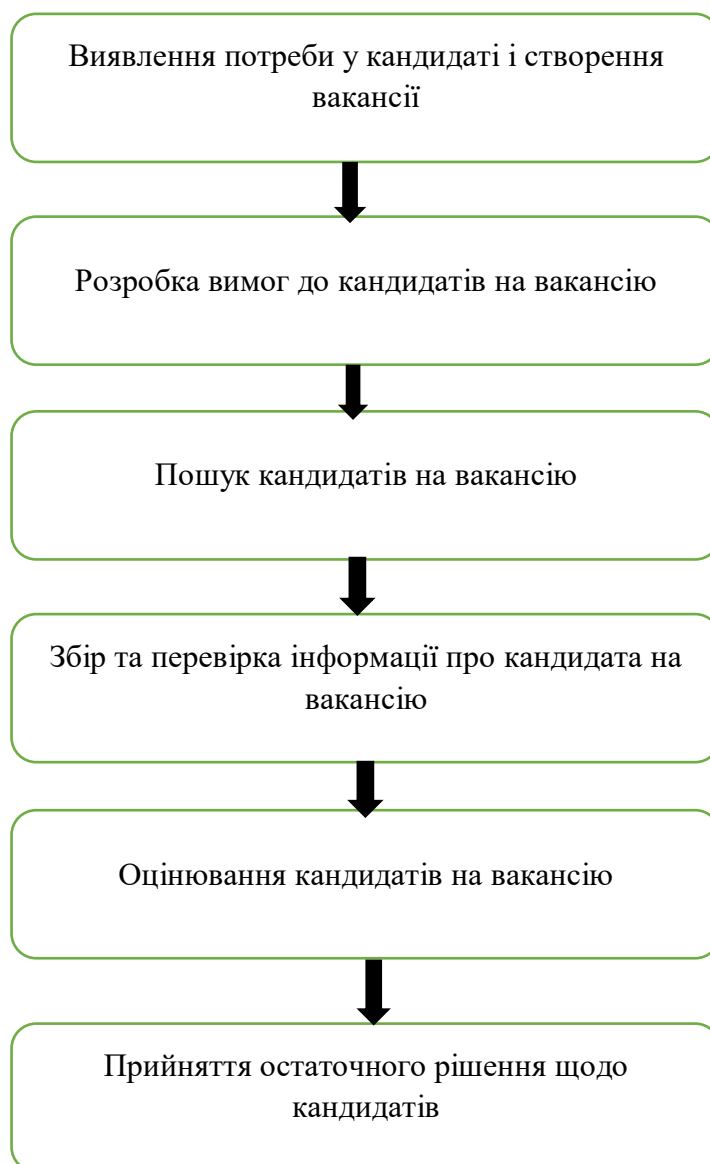 Виявлення потреби у кандидаті і створення
вакансії
Розробка вимог до кандидатів на вакансію
Пошук кандидатів на вакансію
Збір та перевірка інформації про кандидата на
вакансію
Оцінювання кандидатів на вакансію
Прийняття остаточного рішення щодо
кандидатів